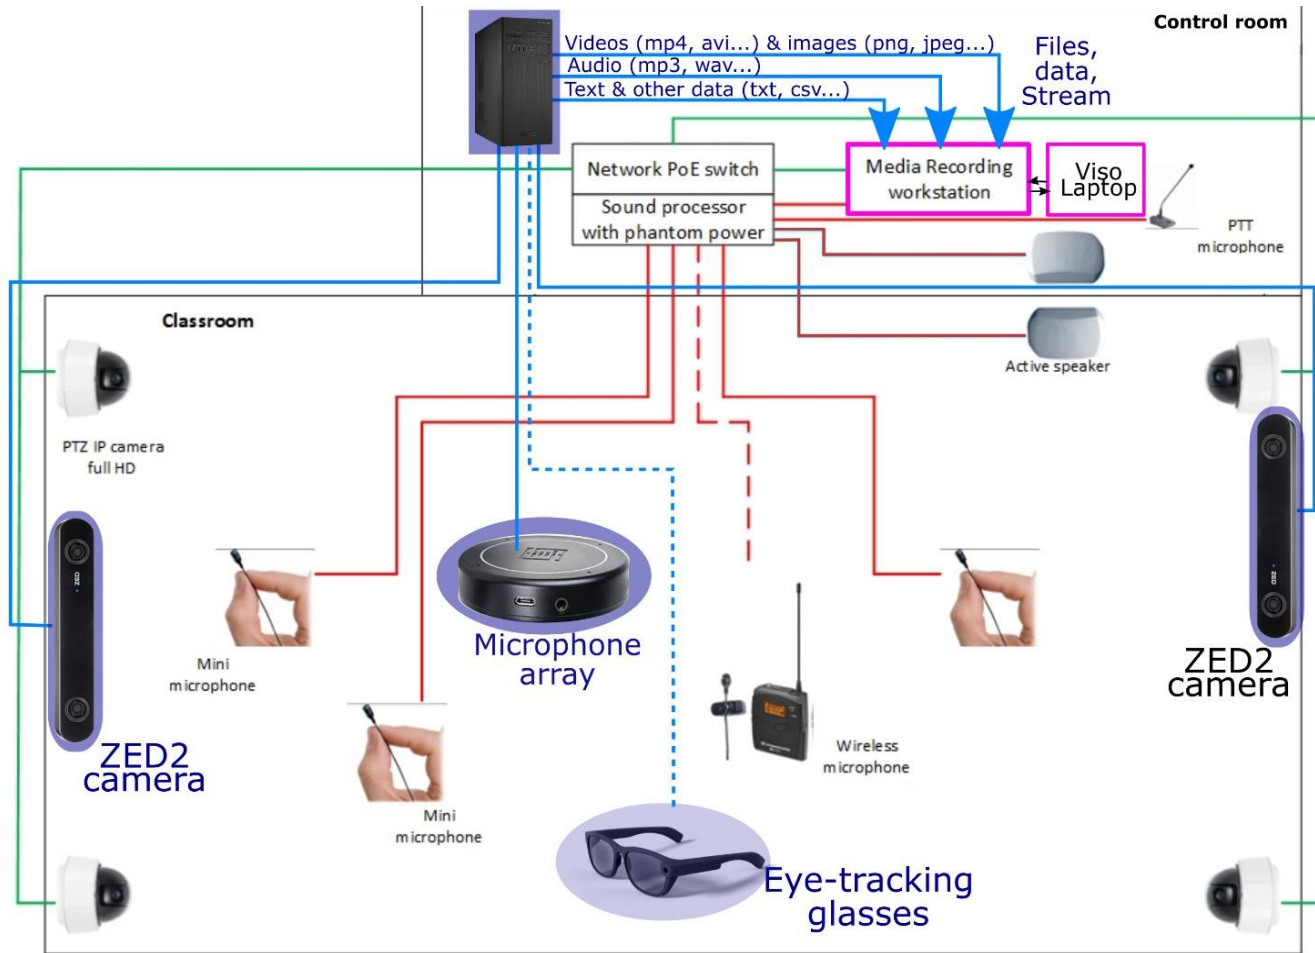 Control room
Videos (mp4, avi...) & images (png, jpeg...)
Audio (mp3, wav...)
Text & other data (txt, csv...)
Files,
data,
Stream
Network PoE switch
Sound processor
with phantom power
Media Recording
workstation
Viso
Laptop
PTT
microphone
Classroom
Active speaker
PTZ IP camera
full HD
ZED
ZED
Microphone
array
Mini
microphone
ZED2
camera
ZED2
camera
Wireless
microphone
Mini
microphone
Eye-tracking
glasses